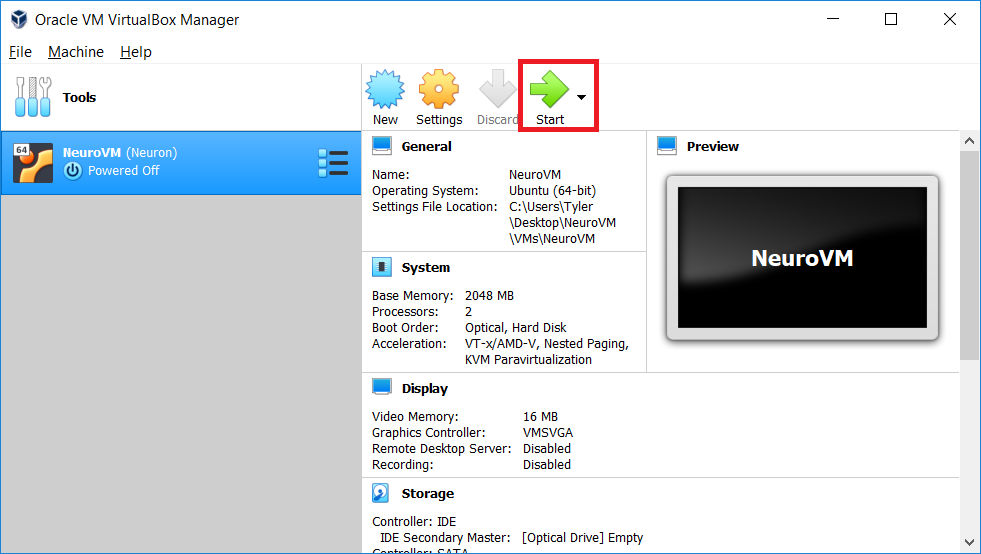 Oracle VM VirtualBox Manager
File Machine Help
Tools
New Settings Discard Start
64
NeuroVM (Neuron)
Powered Off
General
Name: NeuroVM
Operating System: Ubuntu (64-bit)
Settings File Location: C:\Users\Tyler
\Desktop\NeuroVM
\VMs\NeuroVM
Preview
NeuroVM
System
Base Memory: 2048 MB
Processors: 2
Boot Order: Optical, Hard Disk
Acceleration: VT-x/AMD-V, Nested Paging,
KVM Paravirtualization
Display
Video Memory: 16 MB
Graphics Controller: VMSVGA
Remote Desktop Server: Disabled
Recording: Disabled
Storage
Controller: IDE
IDE Secondary Master: [Optical Drive] Empty
Controller: SATA